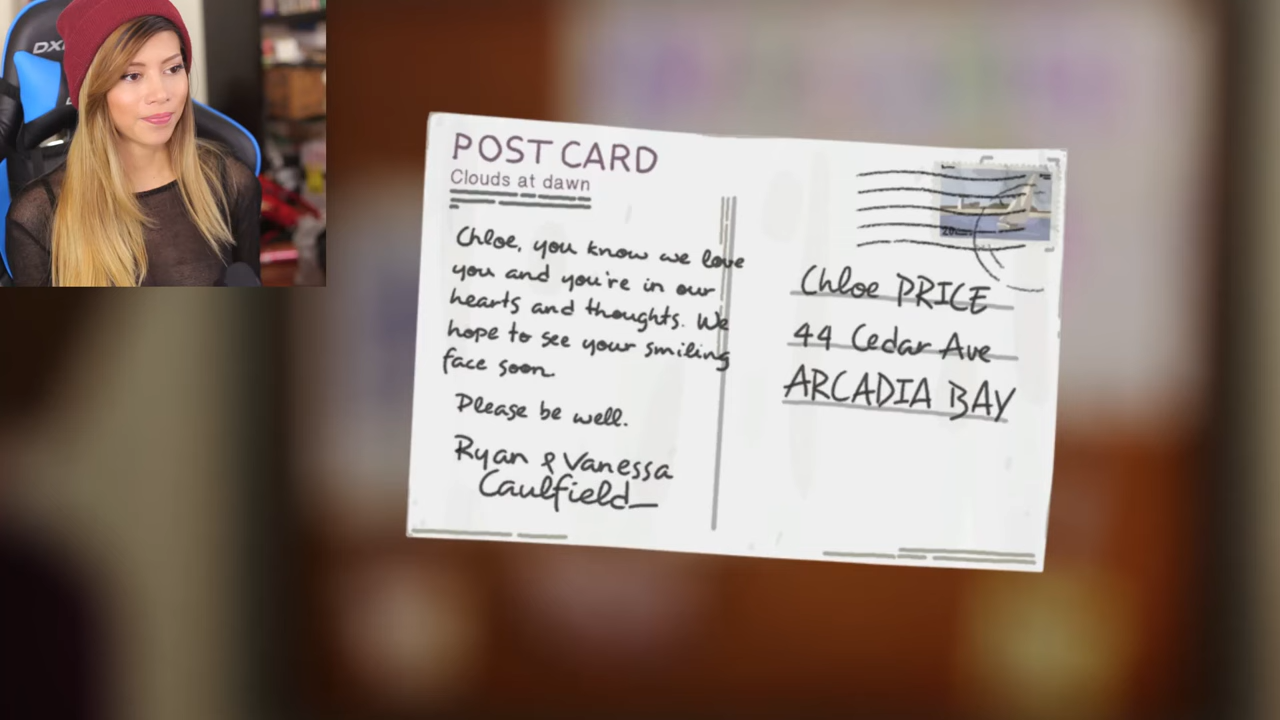 DX
POST CARD
Clouds at dawn
Chloe, you know we love
you and you're in our
hearts and thoughts. We
hope to see your smiling
face soon.
Please be well.
Ryan & Vanessa
Caulfield
Chloe PRICE
44 Cedar Ave
ARCADIA BAY